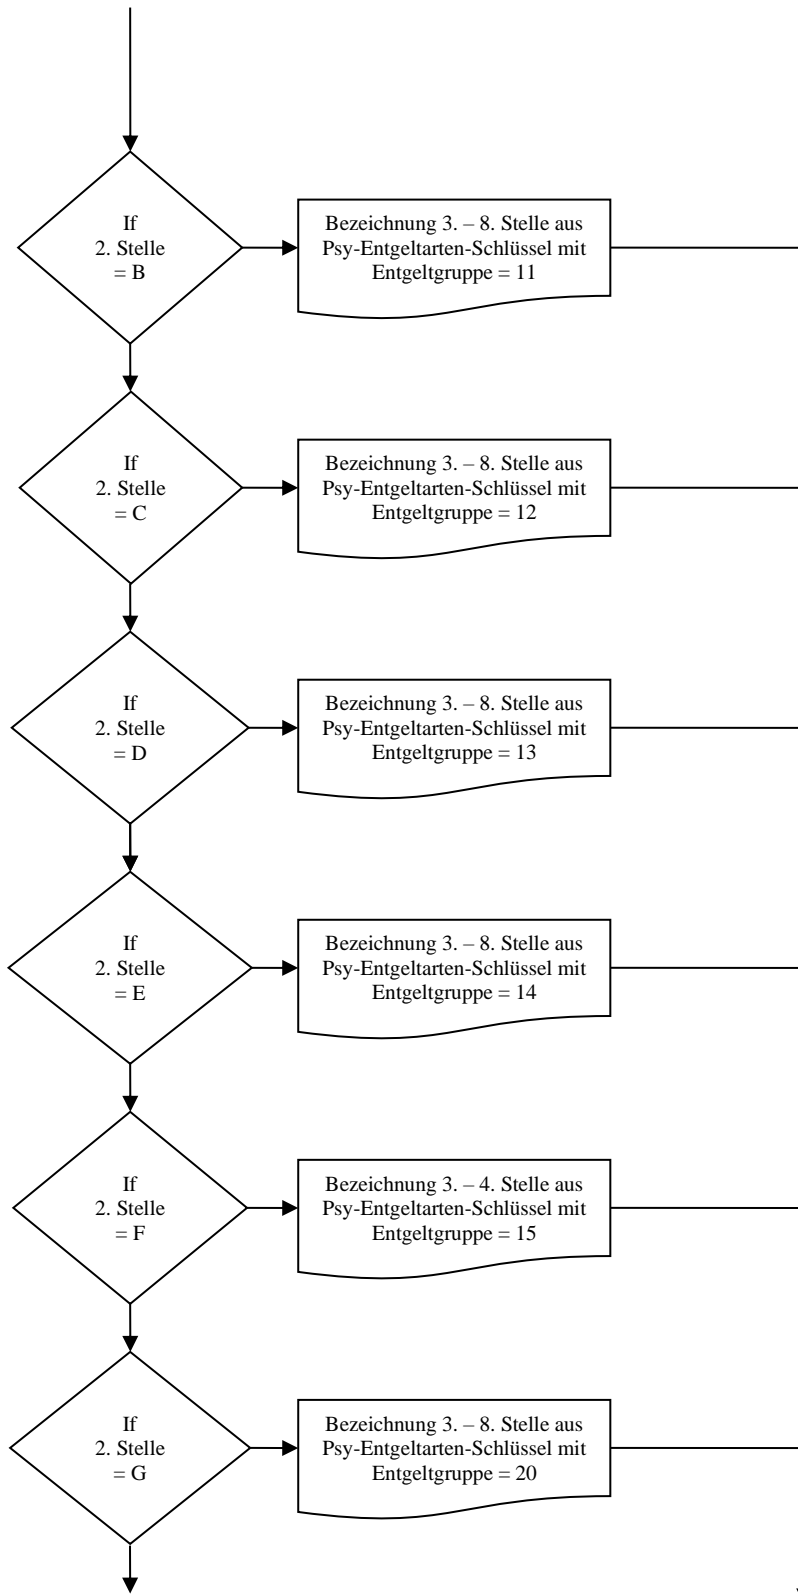 If
2. Stelle
= B
Bezeichnung 3. – 8. Stelle aus
Psy-Entgeltarten-Schlüssel mit
Entgeltgruppe = 11
If
2. Stelle
= C
Bezeichnung 3. – 8. Stelle aus
Psy-Entgeltarten-Schlüssel mit
Entgeltgruppe = 12
If
2. Stelle
= D
Bezeichnung 3. – 8. Stelle aus
Psy-Entgeltarten-Schlüssel mit
Entgeltgruppe = 13
If
2. Stelle
= E
Bezeichnung 3. – 8. Stelle aus
Psy-Entgeltarten-Schlüssel mit
Entgeltgruppe = 14
If
2. Stelle
= F
Bezeichnung 3. – 4. Stelle aus
Psy-Entgeltarten-Schlüssel mit
Entgeltgruppe = 15
If
2. Stelle
= G
Bezeichnung 3. – 8. Stelle aus
Psy-Entgeltarten-Schlüssel mit
Entgeltgruppe = 20